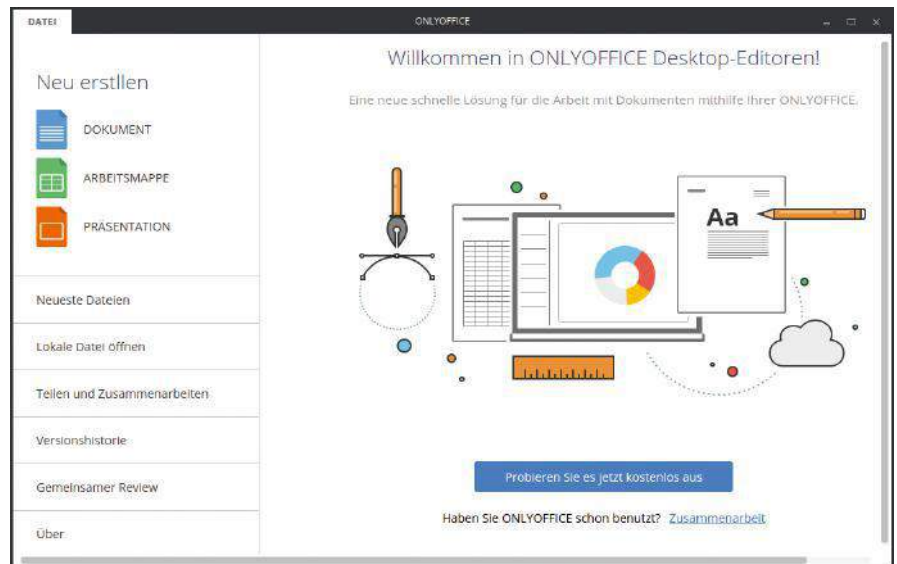 DATEI
ONLYOFFICE
Neu erstllen
DOKUMENT
ARBEITSMAPPE
PRÄSENTATION
Neueste Dateien
Lokale Datei öffnen
Teilen und Zusammenarbeiten
Versionshistorie
Gemeinsamer Review
Über
Willkommen in ONLYOFFICE Desktop-Editoren!
Eine neue schnelle Lösung für die Arbeit mit Dokumenten mithilfe Ihrer ONLYOFFICE.
Aa
Probieren Sie es jetzt kostenlos aus
Haben Sie ONLYOFFICE schon benutzt? Zusammenarbeit